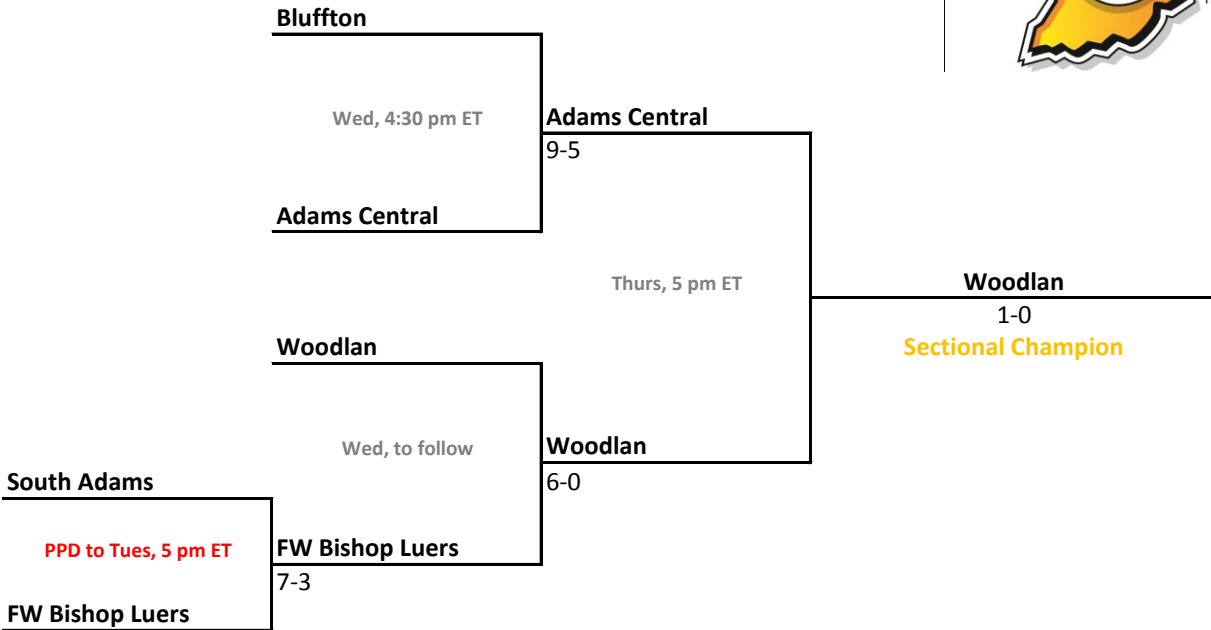 Bluffton
Wed, 4:30 pm ET
Adams Central
9-5
Adams Central
Thurs, 5 pm ET
Woodlan
1-0
Sectional Champion
Woodlan
Wed, to follow
Woodlan
6-0
South Adams
PPD to Tues, 5 pm ET
FW Bishop Luers
7-3
FW Bishop Luers